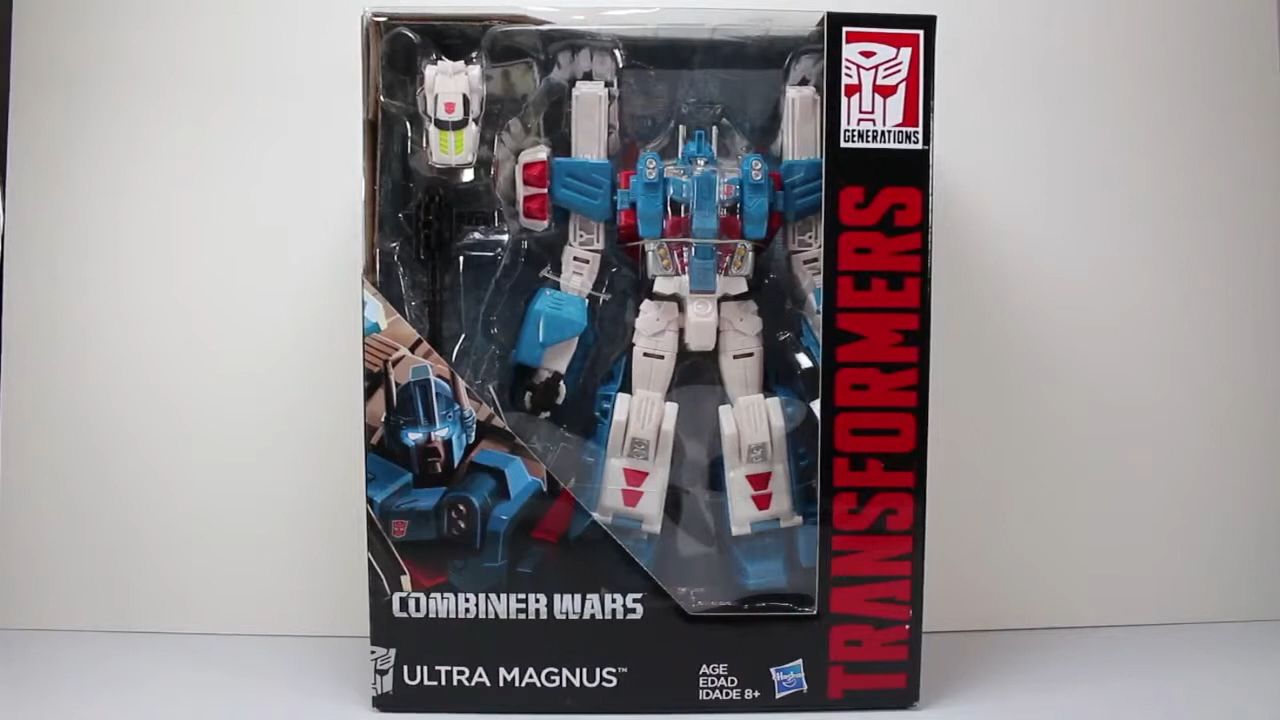 GENERATIONS
TRANSFORMERS
COMBINER WARS
ULTRA MAGNUS™
AGE
EDAD
IDADE 8+
Hasbro